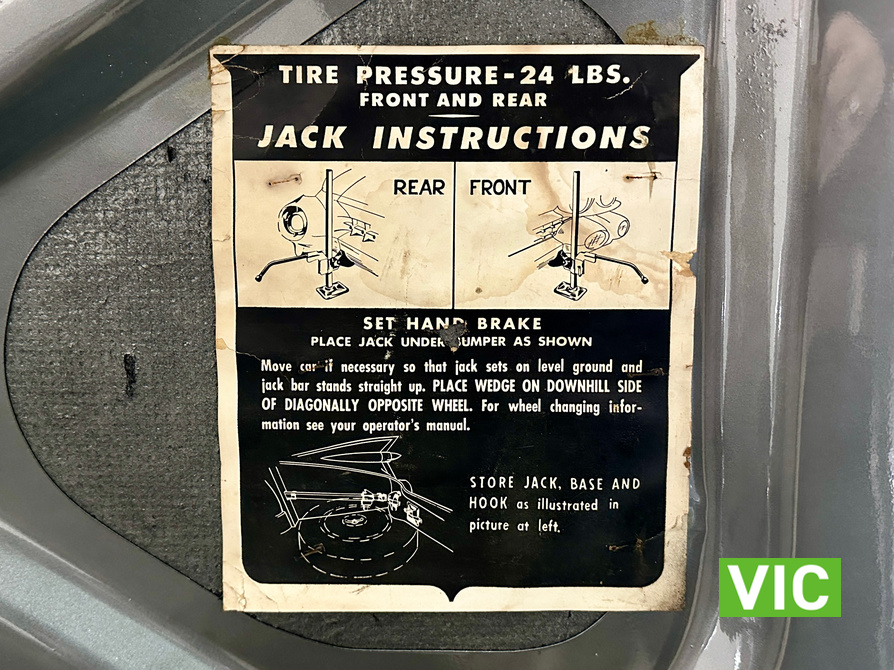 TIRE PRESSURE-24 LBS.
FRONT AND REAR
JACK INSTRUCTIONS
REAR
FRONT
SET HAND BRAKE
PLACE JACK UNDER BUMPER AS SHOWN
Move car if necessary so that jack sets on level ground and
jack bar stands straight up. PLACE WEDGE ON DOWNHILL SIDE
OF DIAGONALLY OPPOSITE WHEEL. For wheel changing infor-
mation see your operator's manual.
STORE JACK, BASE AND
HOOK as illustrated in
picture at left.
VIC